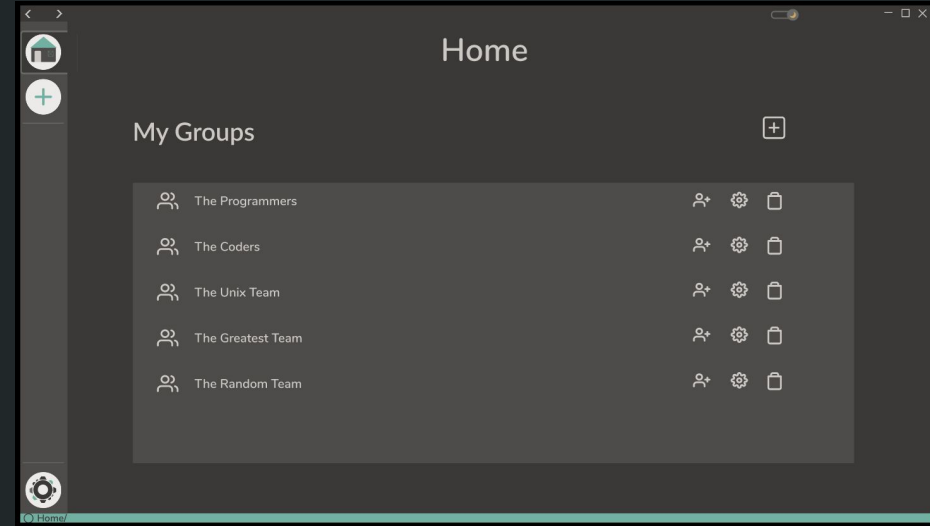 Home
My Groups
The Programmers
The Coders
The Unix Team
The Greatest Team
The Random Team
Home/